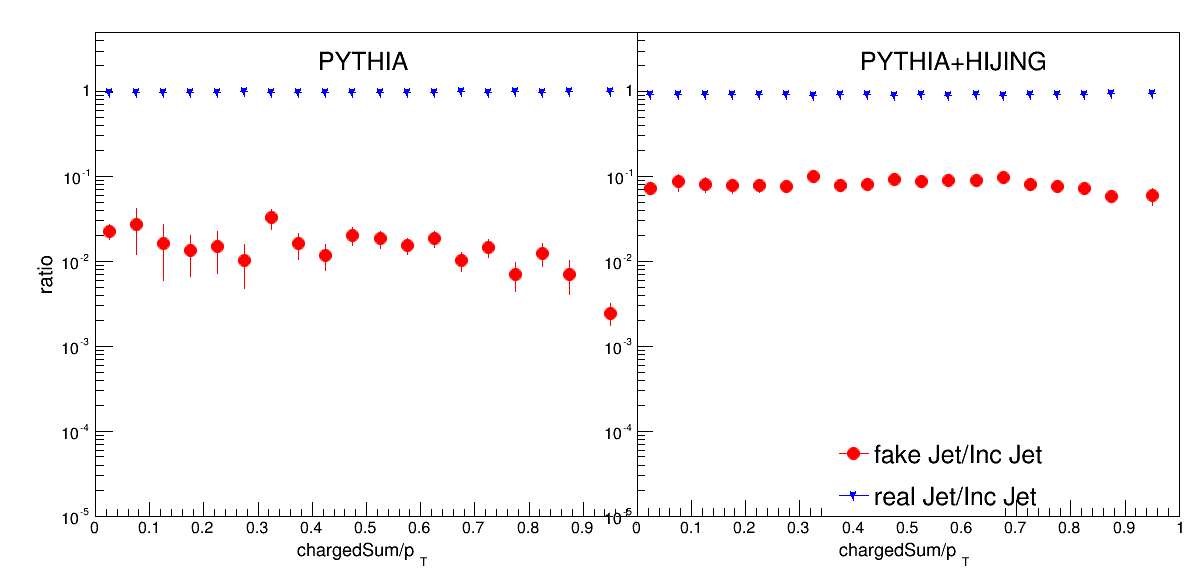 PYTHIA
PYTHIA+HIJING
1
10^-1
10^-2
10^-3
10^-4
10^-5
ratio
1
10^-1
10^-2
10^-3
10^-4
10^-5
fake Jet/Inc Jet
real Jet/Inc Jet
0 0.1 0.2 0.3 0.4 0.5 0.6 0.7 0.8 0.9
0 0.1 0.2 0.3 0.4 0.5 0.6 0.7 0.8 0.9 1
chargedSum/p_T
chargedSum/p_T